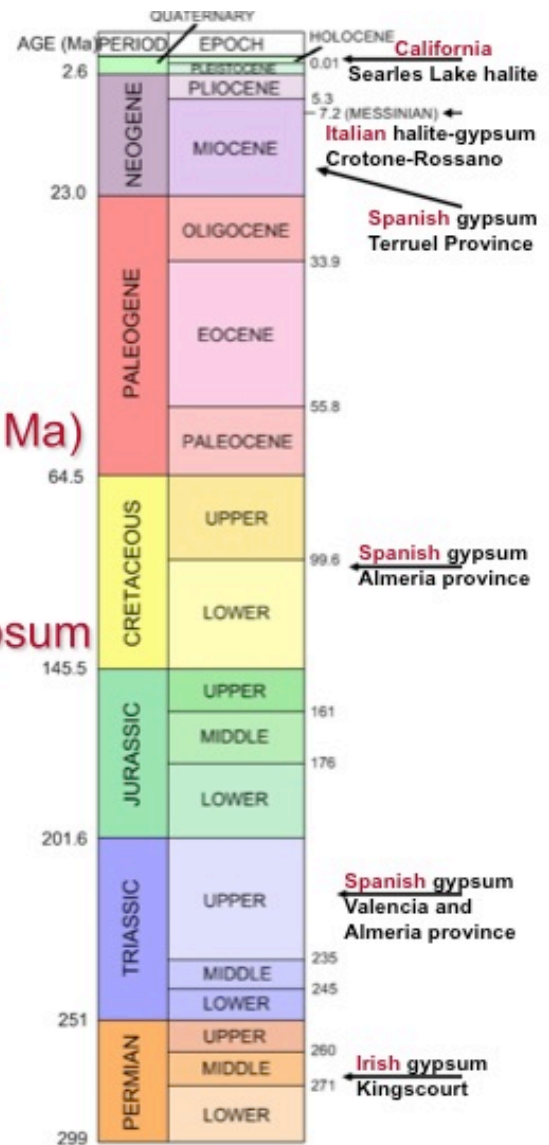 QUATERNARY
AGE (Ma) PERIOD EPOCH HOLOCENE
California
0.01
Searles Lake halite
PLEISTOCENE
2.6
PLIOCENE
5.3
7.2 (MESSINIAN)
NEOGENE
MIOCENE
Italian halite-gypsum
Crotone-Rossano
23.0
Spanish gypsum
Terruel Province
OLIGOCENE
33.9
PALEOGENE
EOCENE
55.8
Ma)
PALEOCENE
64.5
CRETACEOUS
UPPER
99.6
Spanish gypsum
Almeria province
LOWER
psum
145.5
JURASSIC
UPPER
161
MIDDLE
176
LOWER
201.6
TRIASSIC
UPPER
Spanish gypsum
Valencia and
Almeria province
235
MIDDLE
245
LOWER
251
PERMIAN
UPPER
260
MIDDLE
271
Irish gypsum
Kingscourt
LOWER
299